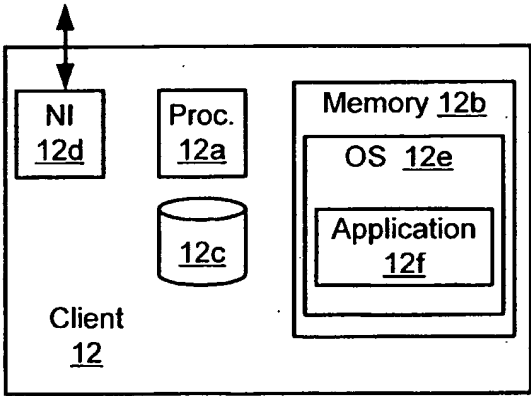 NI
12d
Proc.
12a
12c
Memory 12b
OS 12e
Application
12f
Client
12